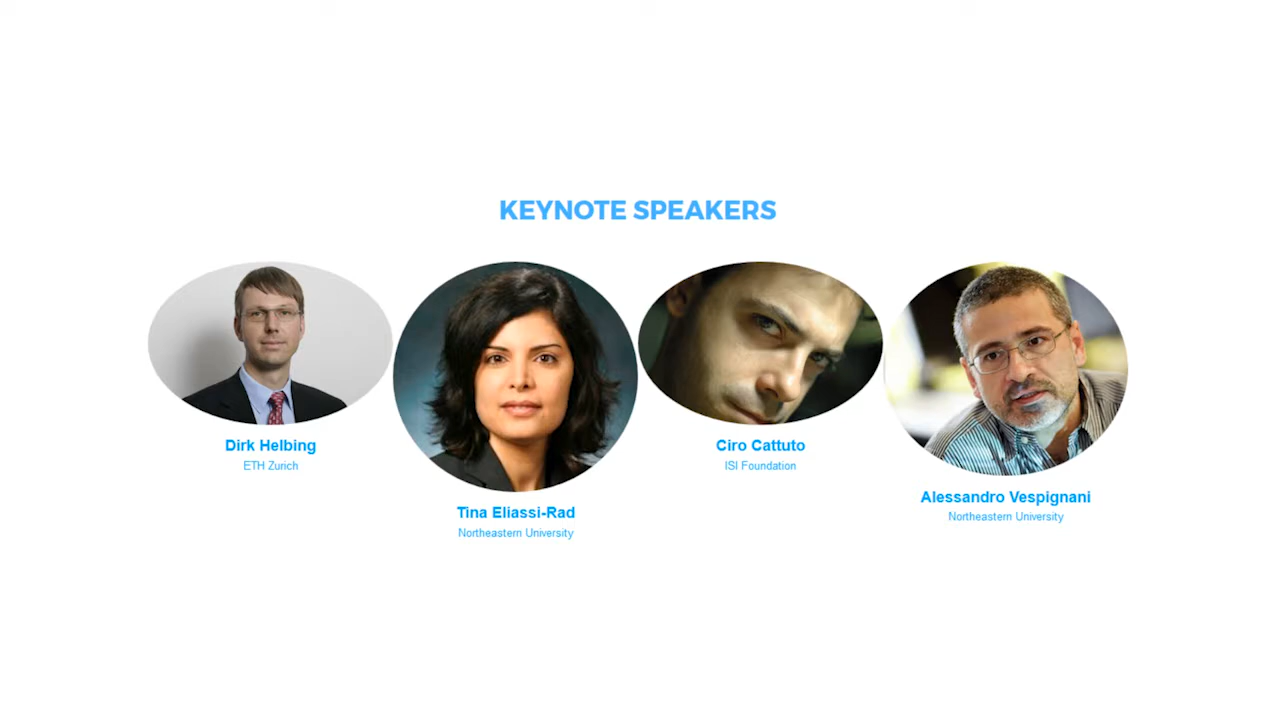 KEYNOTE SPEAKERS
Dirk Helbing
ETH Zurich
Tina Eliassi-Rad
Northeastern University
Ciro Cattuto
ISI Foundation
Alessandro Vespignani
Northeastern University